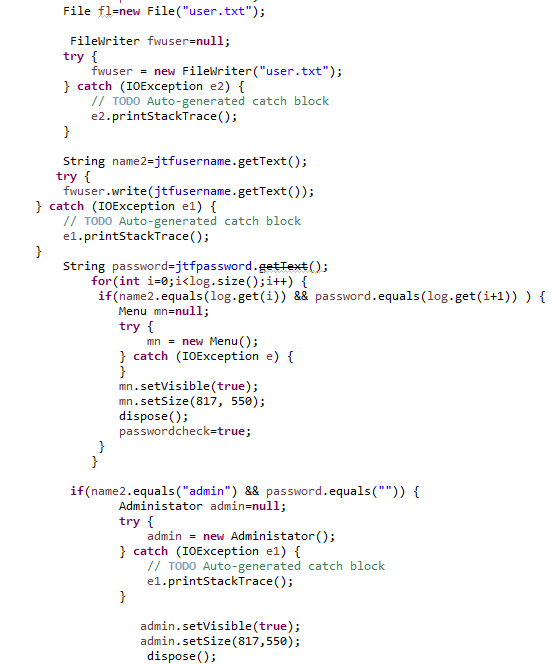 File fl=new File("user.txt");
FileWriter fwuser=null;
try {
fwuser = new FileWriter("user.txt");
} catch (IOException e2) {
// TODO Auto-generated catch block
e2.printStackTrace();
}
String name2=jtfusername.getText();
try {
fwuser.write(jtfusername.getText());
} catch (IOException e1) {
// TODO Auto-generated catch block
e1.printStackTrace();
}
String password=jtfpassword.getText();
for(int i=0;i<log.size();i++) {
if(name2.equals(log.get(i)) && password.equals(log.get(i+1)) ) {
Menu mn=null;
try {
mn = new Menu();
} catch (IOException e) {
}
mn.setVisible(true);
mn.setSize(817, 550);
dispose();
passwordcheck=true;
}
}
if(name2.equals("admin") && password.equals("")) {
Administator admin=null;
try {
admin = new Administator();
} catch (IOException e1) {
// TODO Auto-generated catch block
e1.printStackTrace();
}
admin.setVisible(true);
admin.setSize(817,550);
dispose();